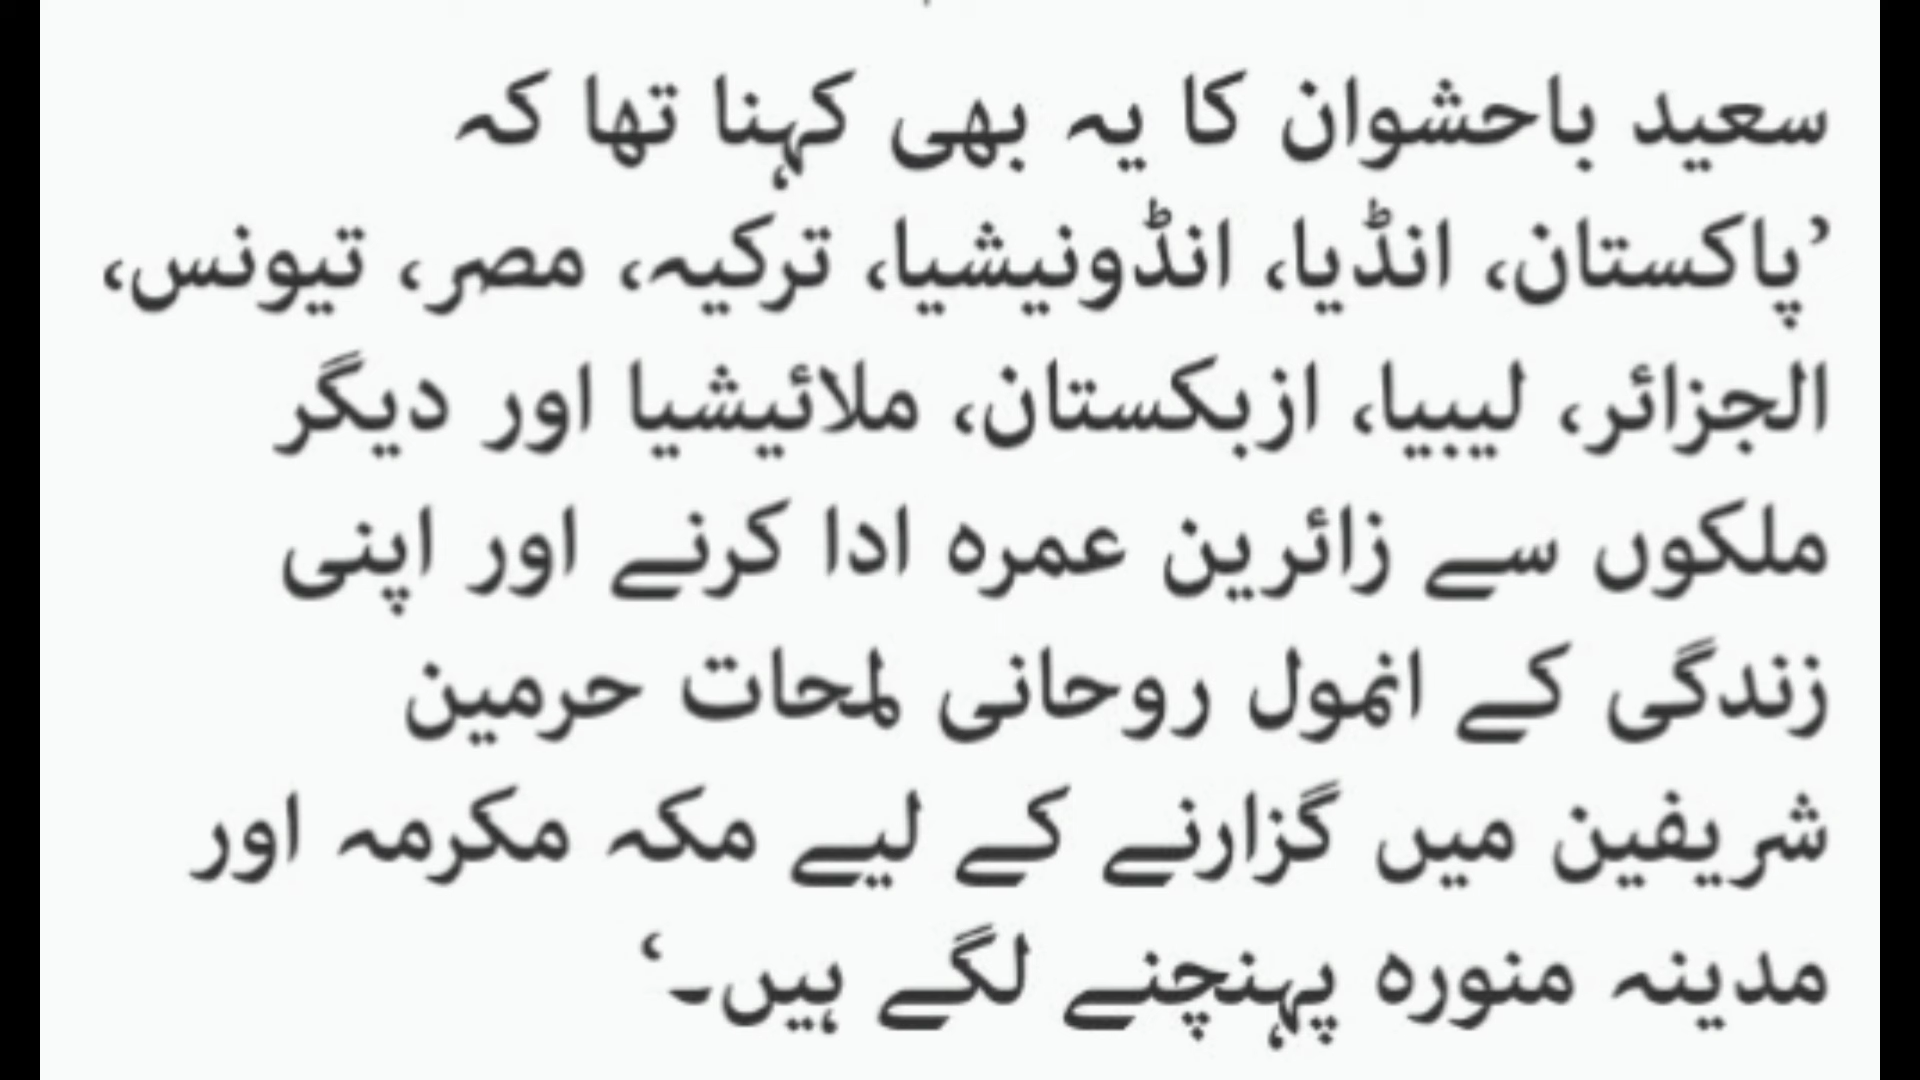 سعید باحشوان کا یہ بھی کہنا تھا کہ
’پاکستان، انڈیا، انڈونیشیا، ترکیہ، مصر، تیونس،
الجزائر، لیبیا، ازبکستان، ملائیشیا اور دیگر
ملکوں سے زائرین عمرہ ادا کرنے اور اپنی
زندگی کے انمول روحانی لمحات حرمین
شریفین میں گزارنے کے لیے مکہ مکرمہ اور
مدینہ منورہ پہنچنے لگے ہیں۔‘